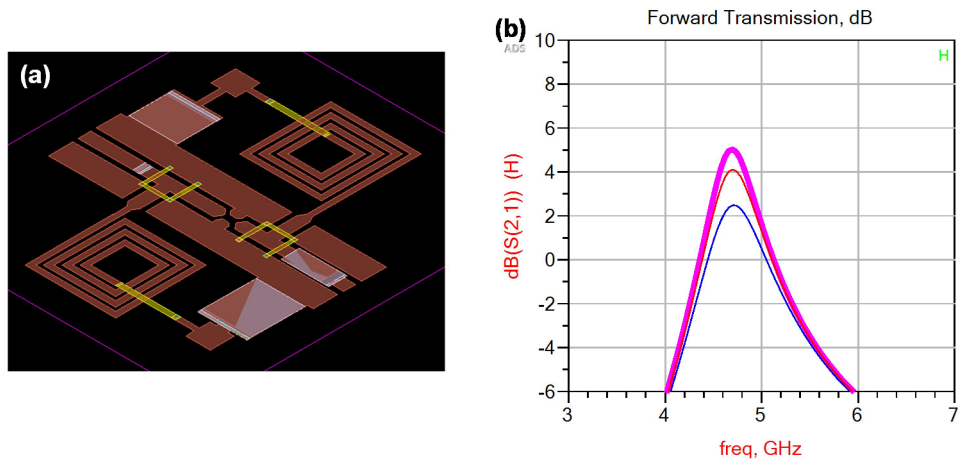 (a)
(b)
Forward Transmission, dB
ADS
H
10
8
6
4
2
0
-2
-4
-6
dB(S(2,1)) (H)
3
4
5
6
7
freq, GHz